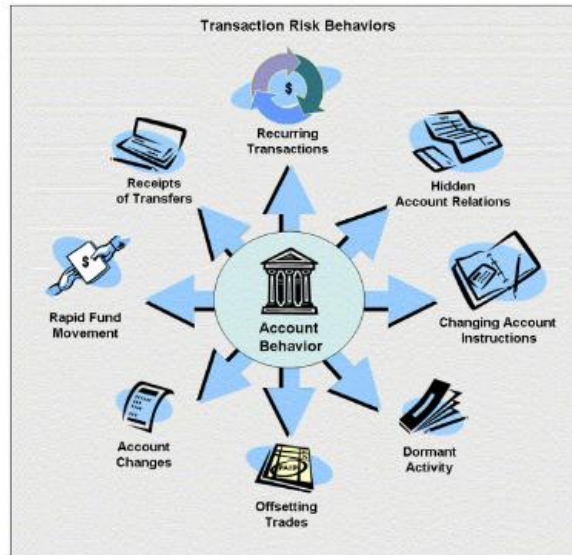 Transaction Risk Behaviors
$
Recurring
Transactions
Hidden
Account Relations
Changing Account
Instructions
Dormant
Activity
Offsetting
Trades
Account
Changes
$
Rapid Fund
Movement
Receipts
of Transfers
Account
Behavior